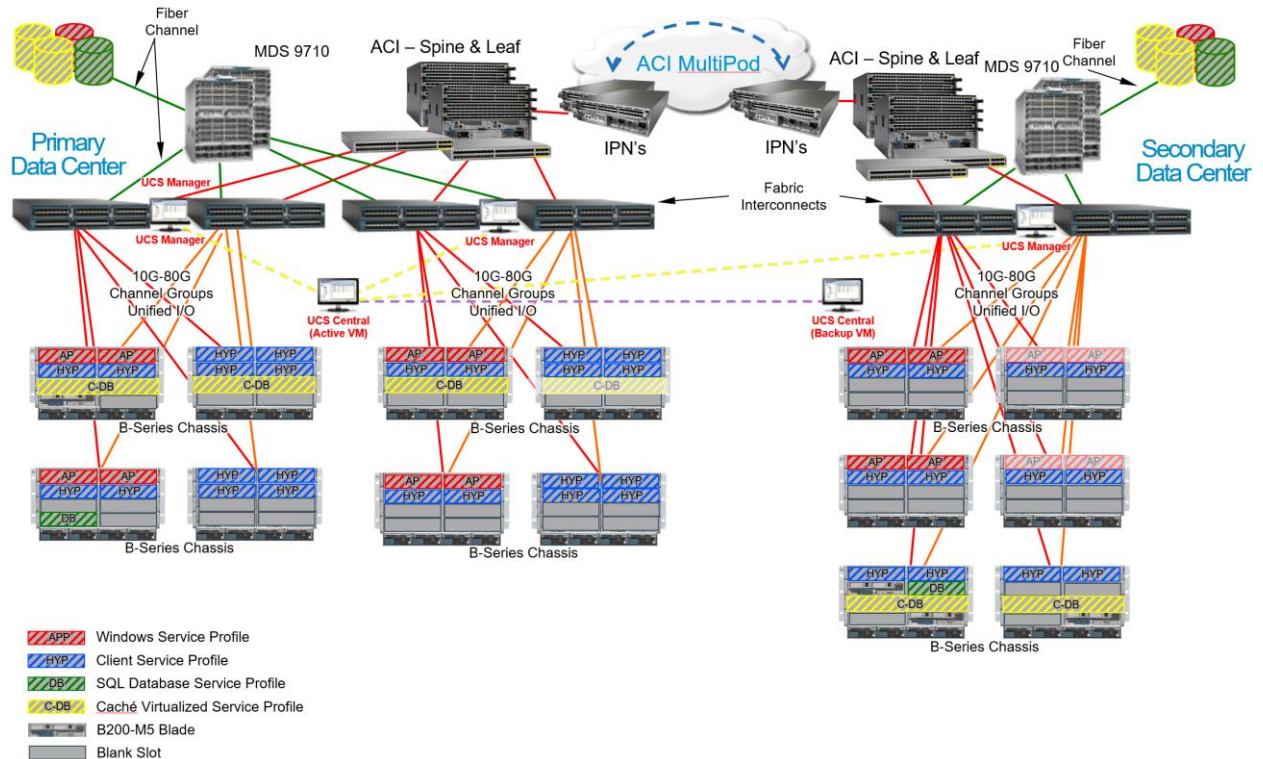 Fiber
Channel
MDS 9710
ACI – Spine & Leaf
ACI MultiPod
ACI – Spine & Leaf
MDS 9710
Fiber
Channel
Primary
Data Center
IPN's
IPN's
Secondary
Data Center
UCS Manager
Fabric
Interconnects
UCS Manager
UCS Manager
UCS Manager
10G-80G
Channel Groups
Unified I/O
10G-80G
Channel Groups
Unified I/O
10G-80G
Channel Groups
Unified I/O
UCS Central
(Active VM)
UCS Central
(Backup VM)
AP AP
HYP HYP
C-DB
HYP HYP
HYP HYP
C-DB
AP AP
HYP HYP
C-DB
HYP HYP
HYP HYP
C-DB
AP AP
HYP HYP
AP AP
HYP HYP
B-Series Chassis
B-Series Chassis
B-Series Chassis
AP AP
HYP HYP
DB
HYP HYP
HYP HYP
AP AP
HYP HYP
HYP HYP
HYP HYP
AP AP
HYP HYP
AP AP
HYP HYP
B-Series Chassis
B-Series Chassis
HYP HYP
DB
C-DB
HYP HYP
C-DB
B-Series Chassis
APP Windows Service Profile
HYP Client Service Profile
DB SQL Database Service Profile
C-DB Caché Virtualized Service Profile
B200-M5 Blade
Blank Slot